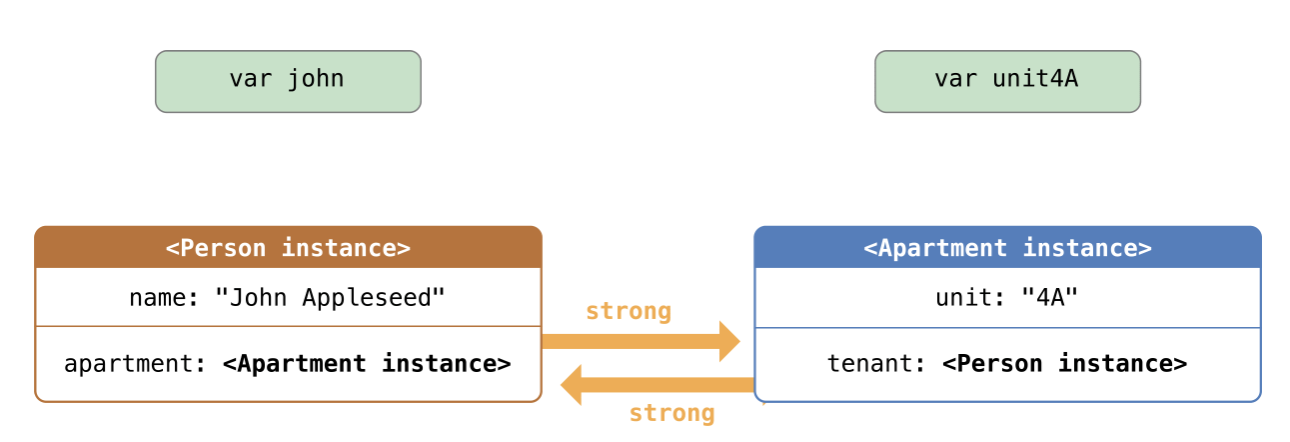 var john
var unit4A
<Person instance>
name: "John Appleseed"
apartment: <Apartment instance>
strong
strong
<Apartment instance>
unit: "4A"
tenant: <Person instance>